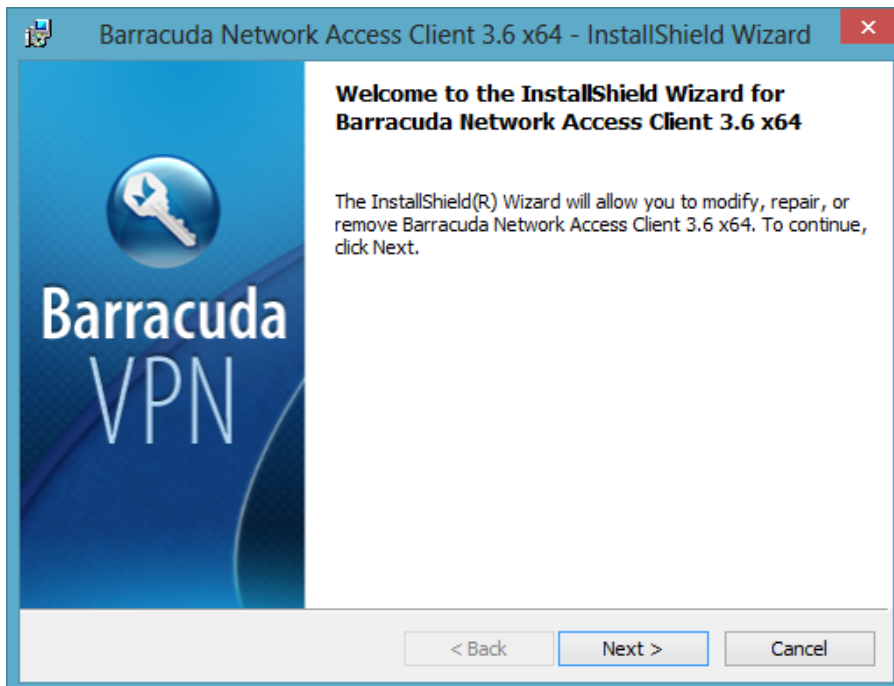 Barracuda Network Access Client 3.6 x64 - InstallShield Wizard
Welcome to the InstallShield Wizard for
Barracuda Network Access Client 3.6 x64
The InstallShield(R) Wizard will allow you to modify, repair, or
remove Barracuda Network Access Client 3.6 x64. To continue,
click Next.
Barracuda
VPN
< Back
Next >
Cancel